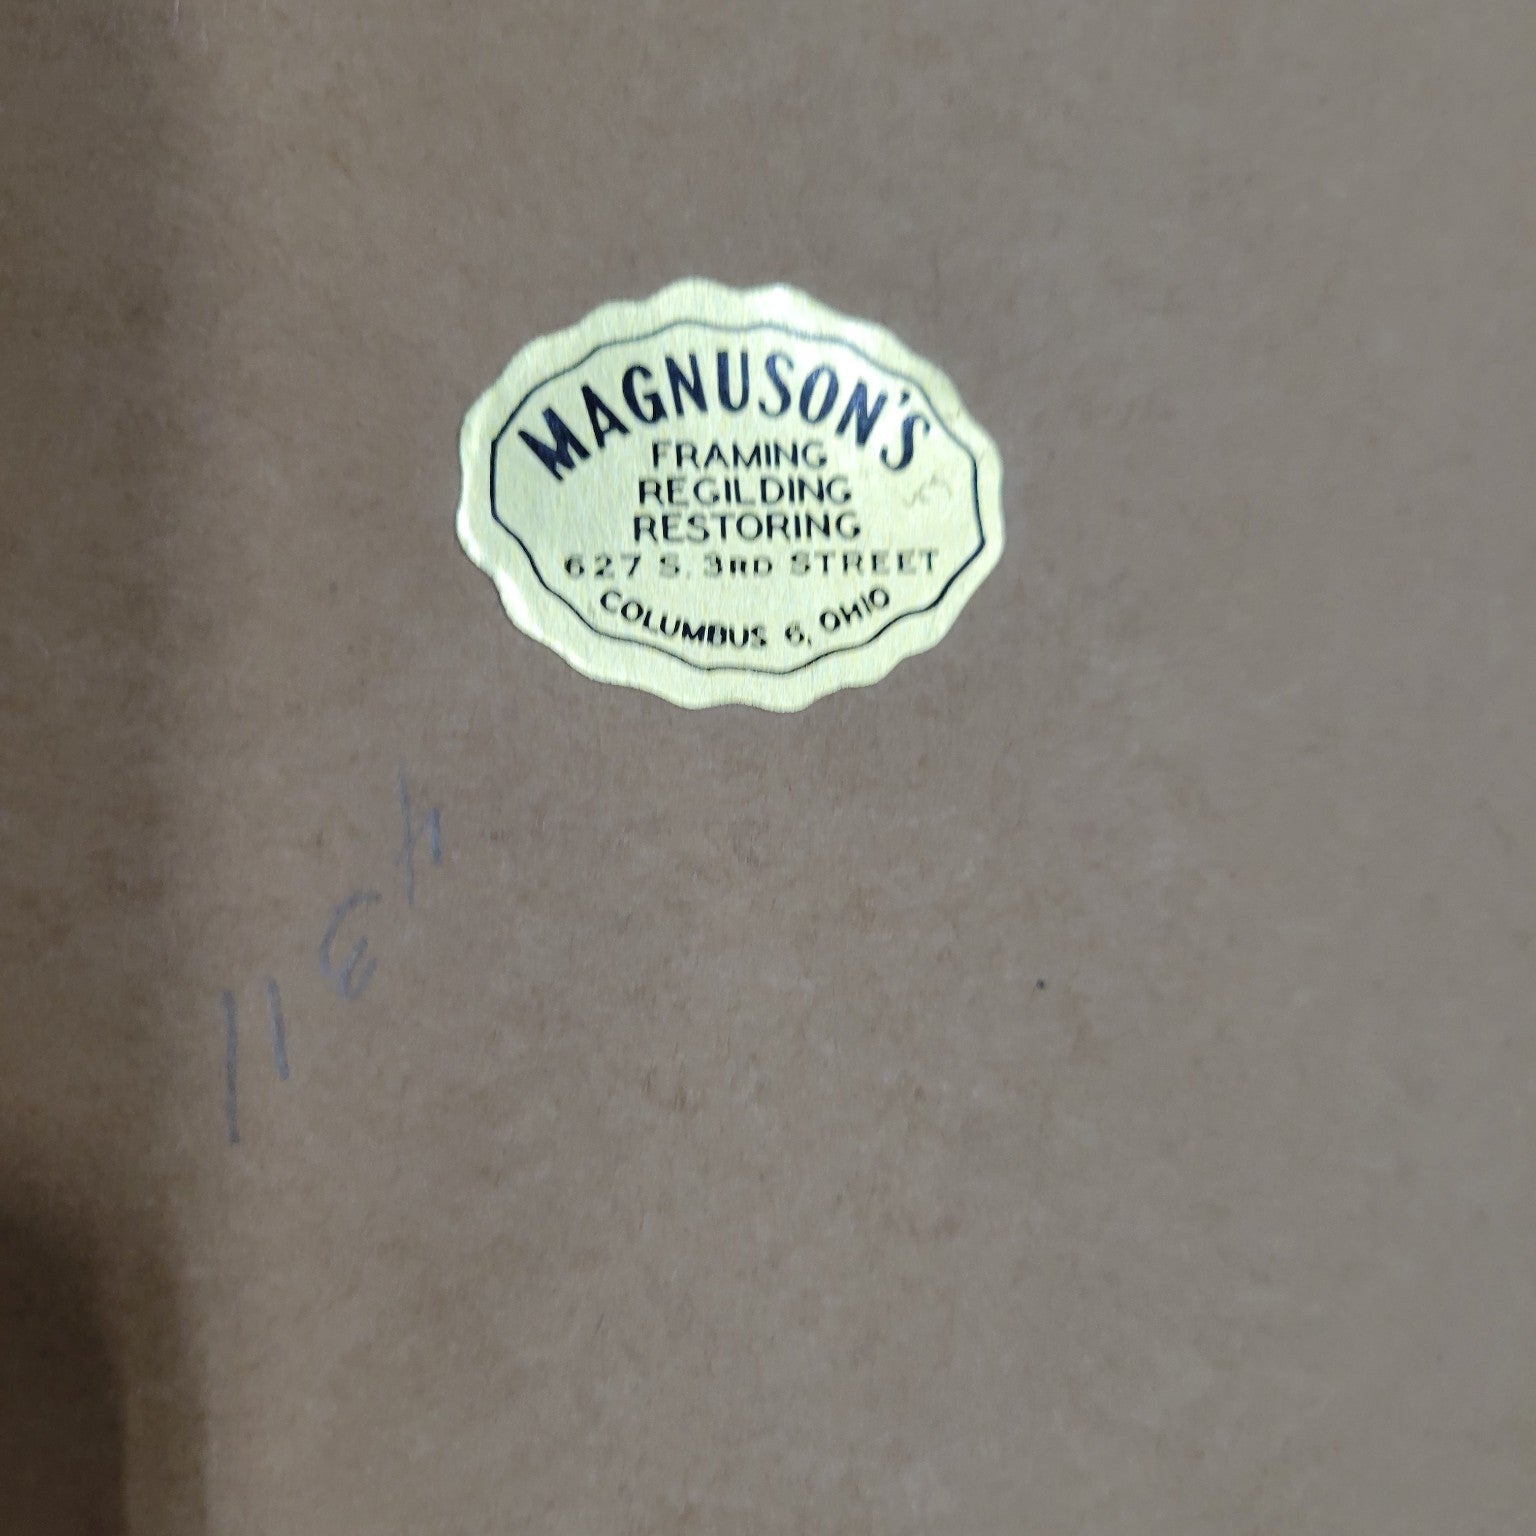 MAGNUSON'S
FRAMING
REGILDING
RESTORING
627 S. 3RD STREET
COLUMBUS 6, OHIO